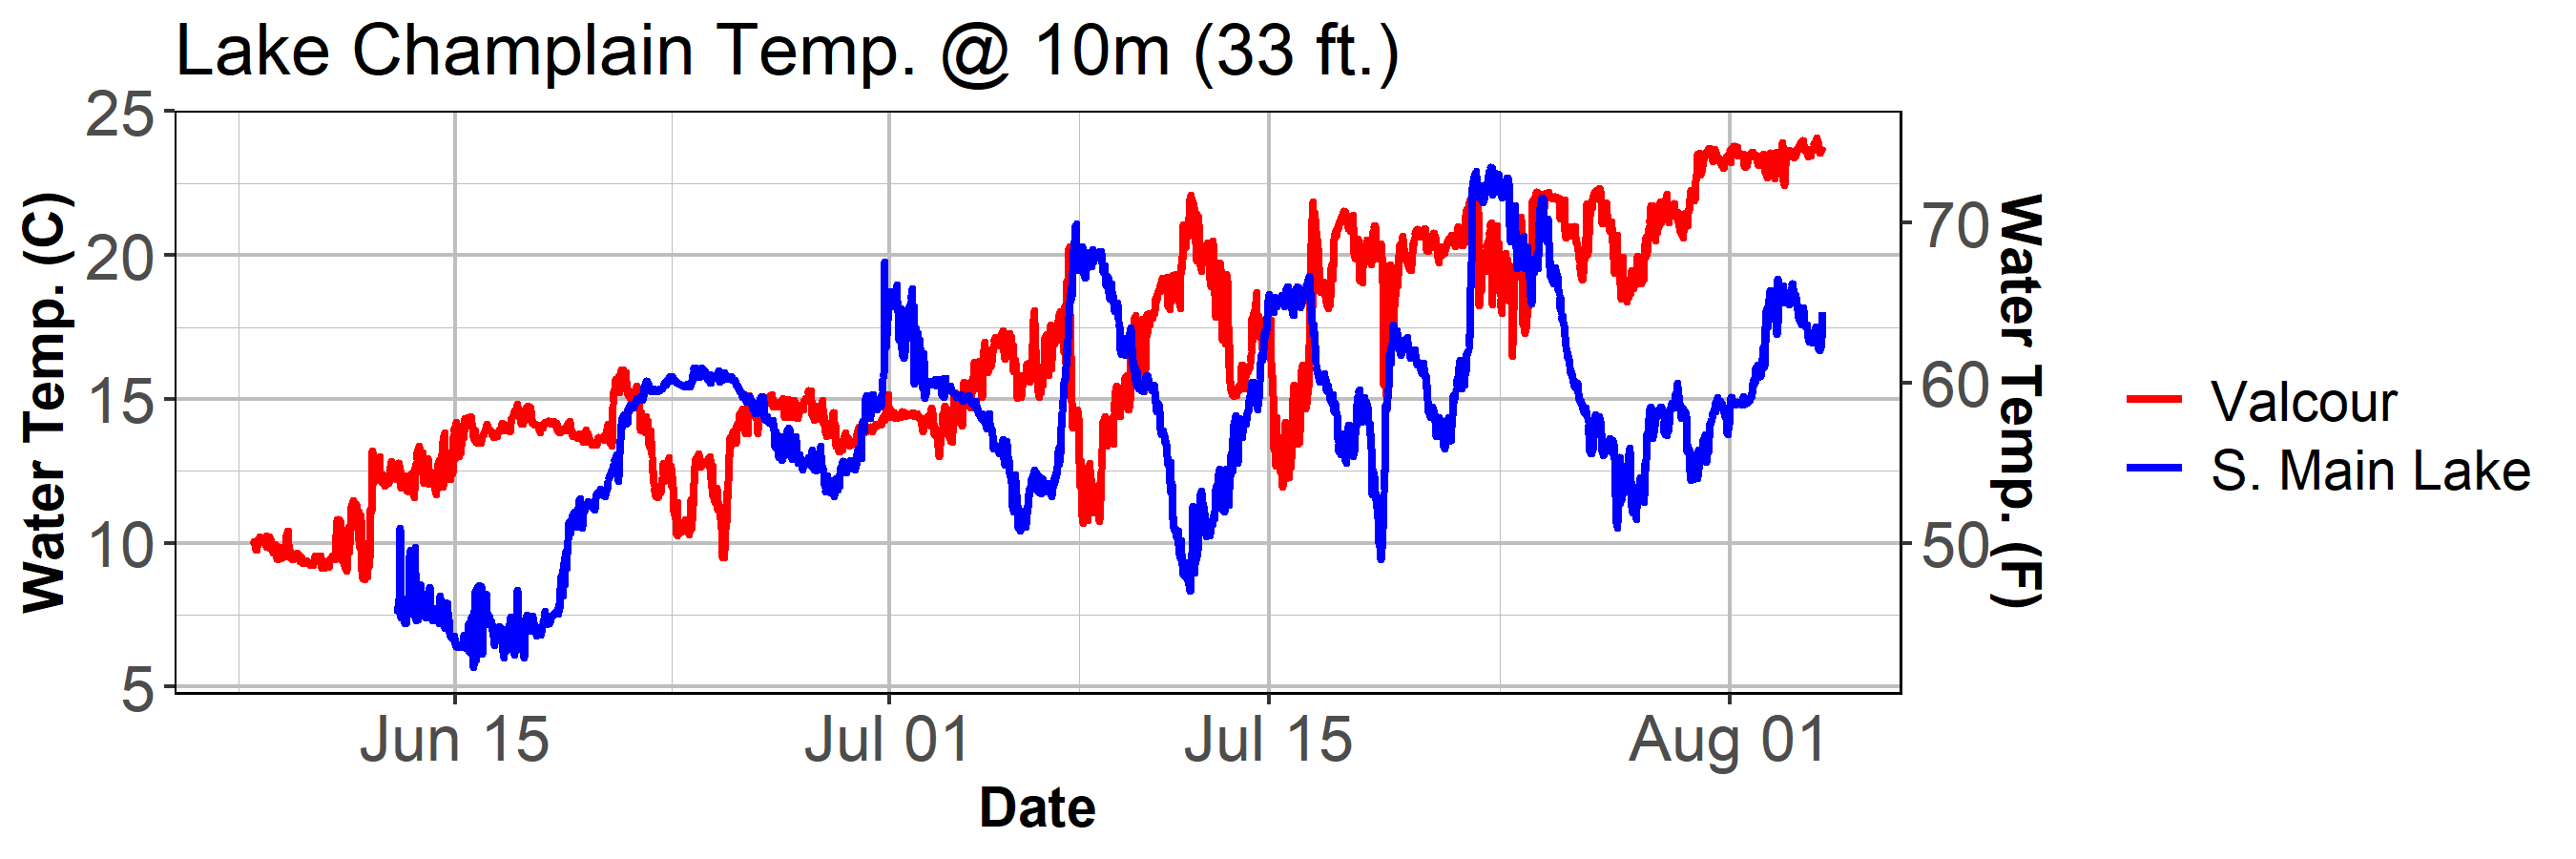 Lake Champlain Temp. @ 10m (33 ft.)
Water Temp. (C)
25
20
15
10
5
70
60
50
Water Temp. (F)
Jun 15
Jul 01
Jul 15
Aug 01
Date
Valcour
S. Main Lake